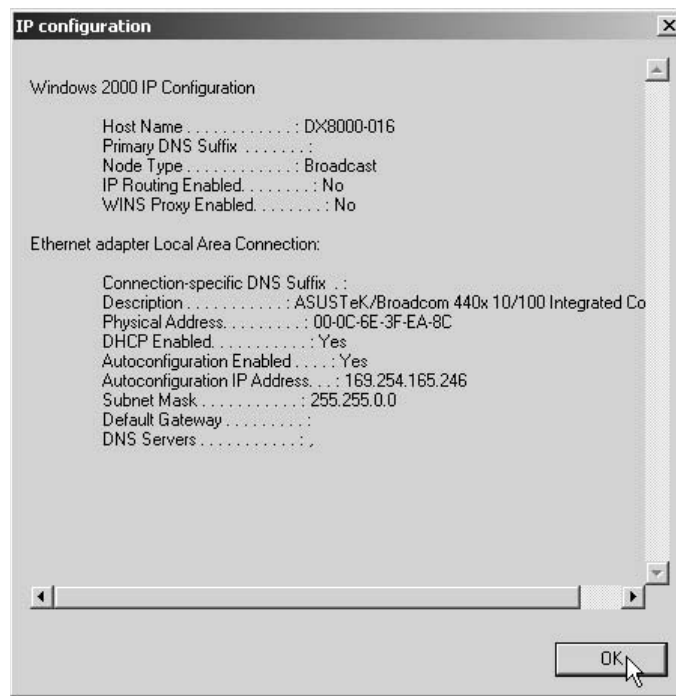 IP configuration
Windows 2000 IP Configuration
Host Name . . . . . . . . . . . . : DX8000-016
Primary DNS Suffix . . . . . . . :
Node Type . . . . . . . . . . . . : Broadcast
IP Routing Enabled. . . . . . . . : No
WINS Proxy Enabled. . . . . . . . : No
Ethernet adapter Local Area Connection:
Connection-specific DNS Suffix . :
Description . . . . . . . . . . . : ASUSTeK/Broadcom 440x 10/100 Integrated Co
Physical Address. . . . . . . . . : 00-0C-6E-3F-EA-8C
DHCP Enabled. . . . . . . . . . . : Yes
Autoconfiguration Enabled . . . . : Yes
Autoconfiguration IP Address. . . : 169.254.165.246
Subnet Mask . . . . . . . . . . . : 255.255.0.0
Default Gateway . . . . . . . . . :
DNS Servers . . . . . . . . . . . : ,
OK